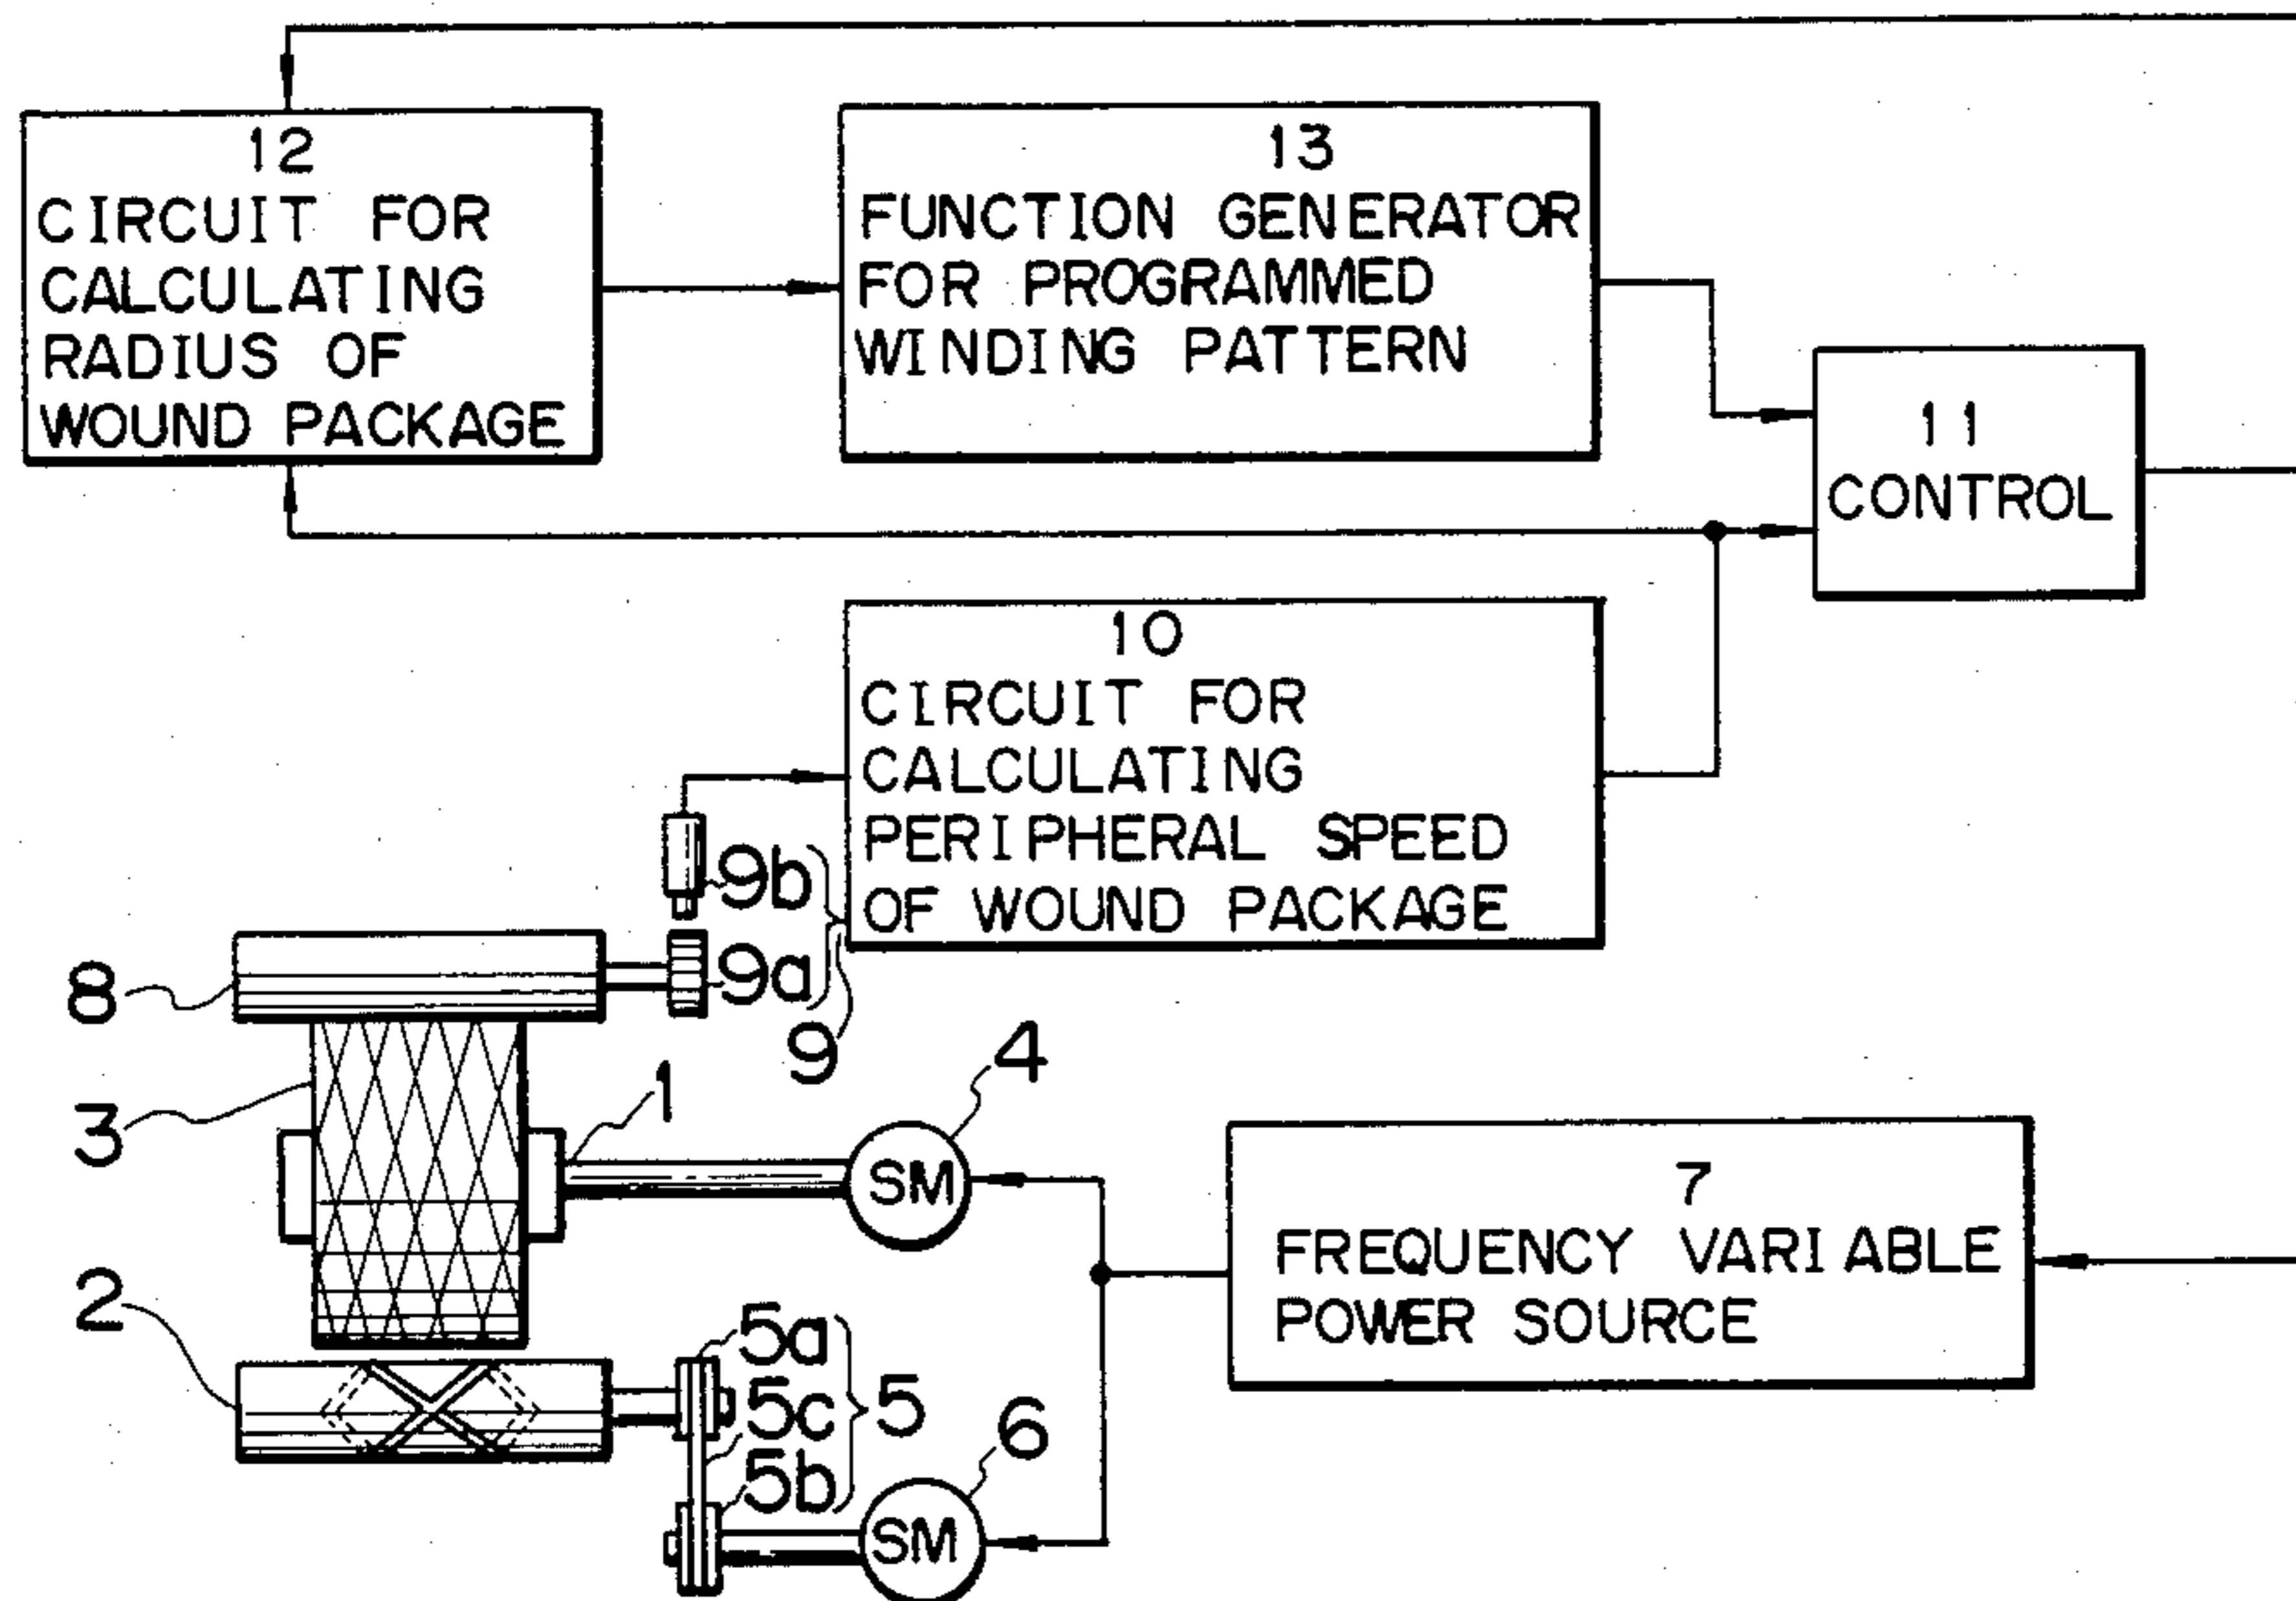 12
CIRCUIT FOR
CALCULATING
RADIUS OF
WOUND PACKAGE
13
FUNCTION GENERATOR
FOR PROGRAMMED
WINDING PATTERN
11
CONTROL
10
CIRCUIT FOR
CALCULATING
PERIPHERAL SPEED
OF WOUND PACKAGE
9b
9a
9
8
3
1
4
SM
7
FREQUENCY VARIABLE
POWER SOURCE
2
5a
5c
5b
5
6
SM